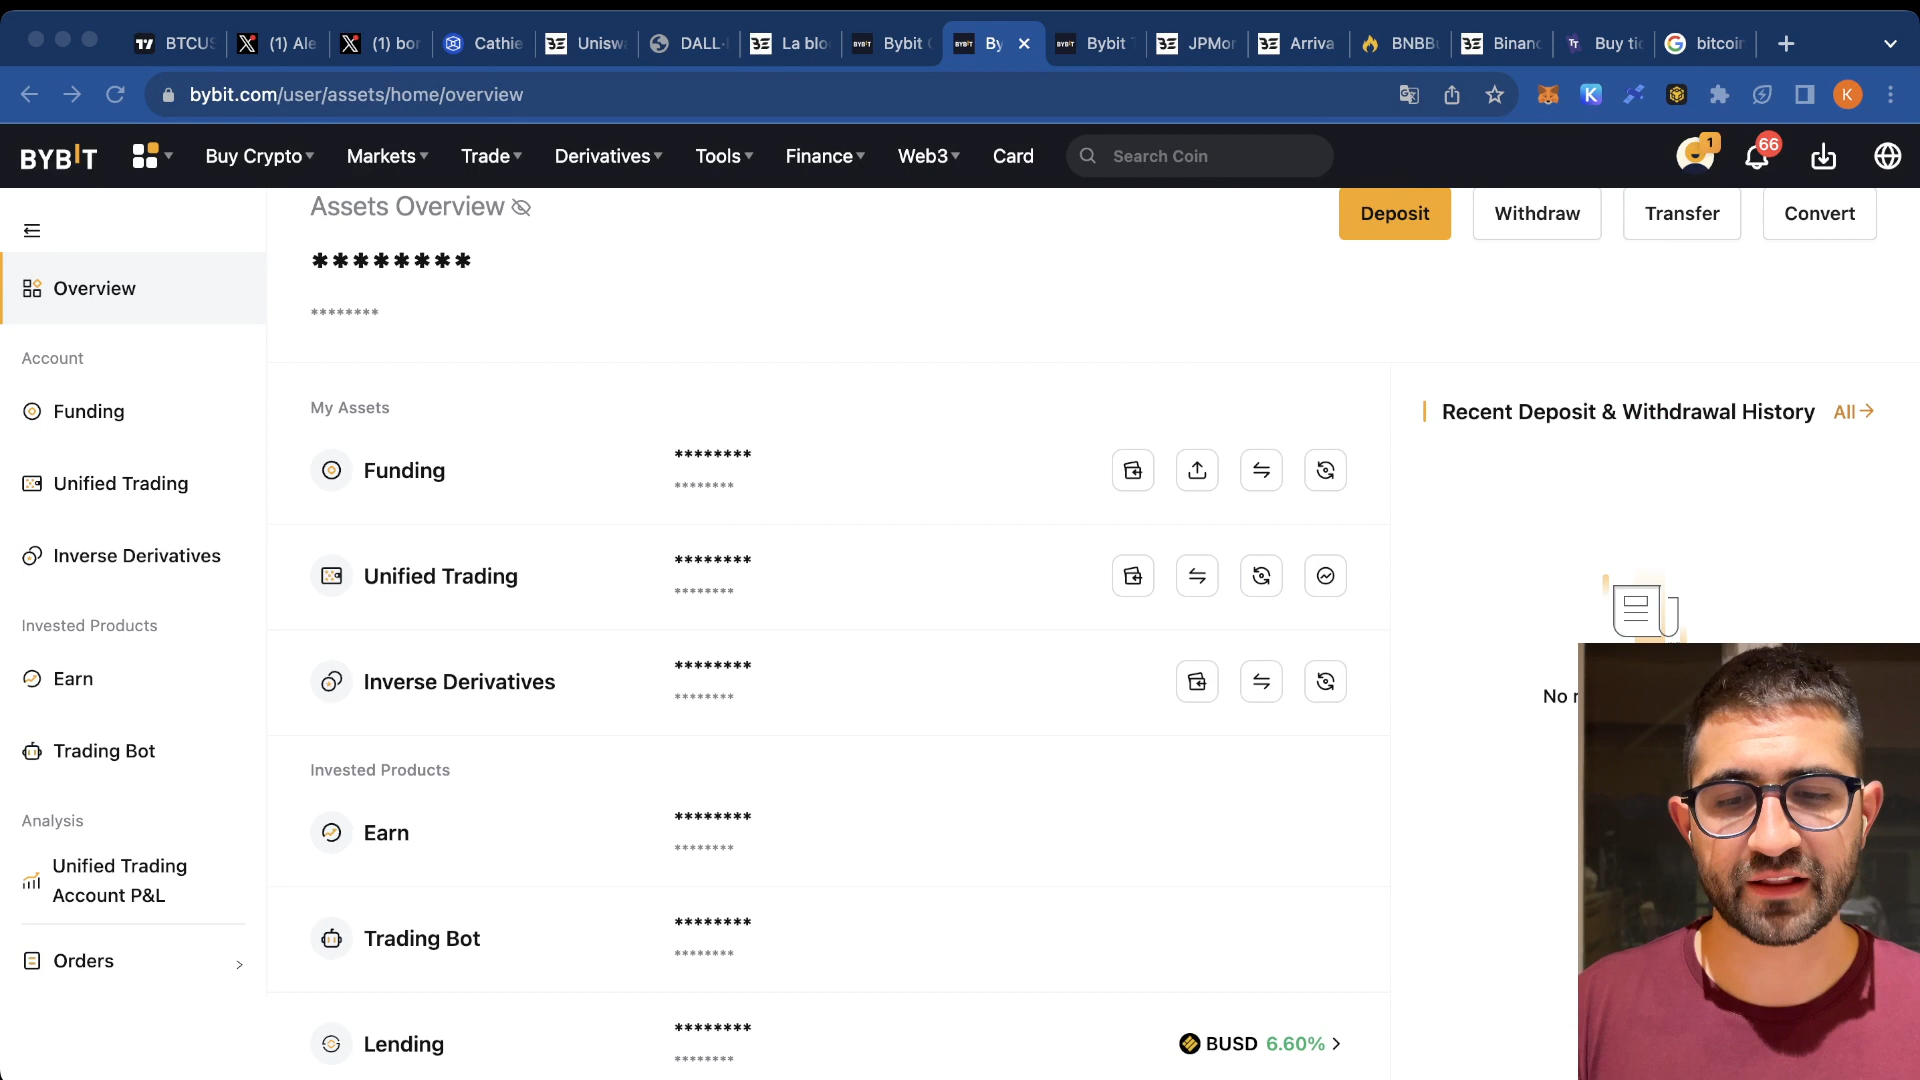 BTCUS
(1) Ale
(1) bor
Cathie
Unisw
DALL·
La blo
Bybit
By
Bybit T
JPMor
Arriva
BNBBu
Binanc
Buy tic
bitcoin
bybit.com/user/assets/home/overview
K
K
BYBIT
Buy Crypto
Markets
Trade
Derivatives
Tools
Finance
Web3
Card
Search Coin
1
66
Assets Overview
Deposit
Withdraw
Transfer
Convert
********
********
Overview
Account
Funding
Unified Trading
Inverse Derivatives
Invested Products
Earn
Trading Bot
Analysis
Unified Trading
Account P&L
Orders
My Assets
Funding
********
********
Unified Trading
********
********
Inverse Derivatives
********
********
Invested Products
Earn
********
********
Trading Bot
********
********
Lending
********
********
BUSD 6.60%
Recent Deposit & Withdrawal History
All
No r